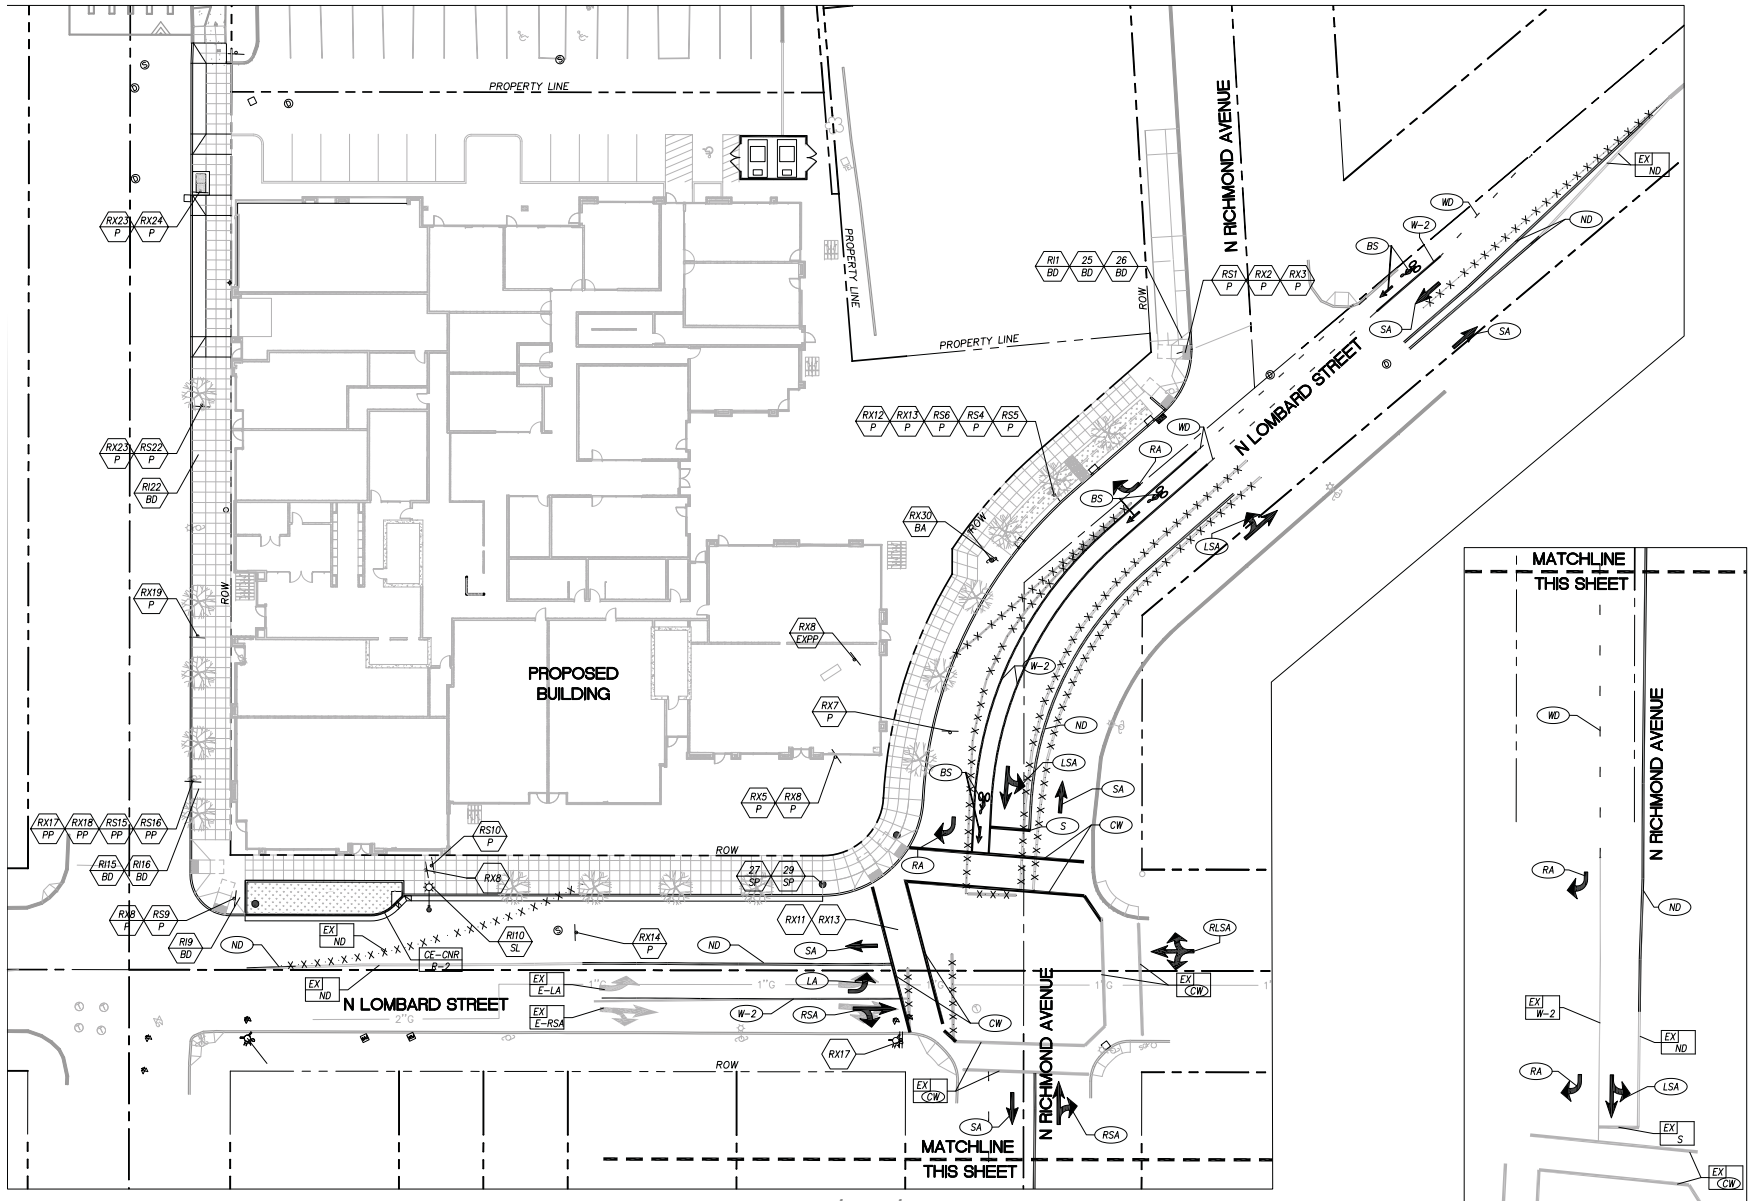 PROPERTY LINE
N RICHMOND AVENUE
EX
ND
WD
W-2
ND
BS
RX23 RX24
P P
PROPERTY LINE
ROW
RI1 25 26
BD BD BD
RS1 RX2 RX3
P P P
SA
SA
PROPERTY LINE
N LOMBARD STREET
RX12 RX13 RS6 RS4 RS5
P P P P P
WD
RA
RX23 RS22
P P
RI22
BD
BS
RX30
BA
ROW
LSA
MATCHLINE
THIS SHEET
RX19
P
ROW
RX8
EXPP
PROPOSED
BUILDING
W-2
RX7
P
ND
WD
N RICHMOND AVENUE
LSA
BS
SA
RX5 RX8
P P
RX17 RX18 RS15 RS16
PP PP PP PP
RS10
P
S
CW
ROW
RA
RI15 RI16
BD BD
RX8
27 29
SP SP
RA
ND
RX8 RS9
P P
RX11 RX13
RLSA
RI9
BD
ND
EX
ND
CE-CNR
R-2
RI10
SL
RX14
P
ND
SA
EX
ND
EX
E-LA
1"G
LA
1"G
1"G
1"
EX
CW
N LOMBARD STREET
2"G
EX
E-RSA
W-2
RSA
CW
EX
W-2
N RICHMOND AVENUE
RX17
EX
ND
ROW
EX
CW
RA
LSA
SA
RSA
EX
S
MATCHLINE
THIS SHEET
EX
CW